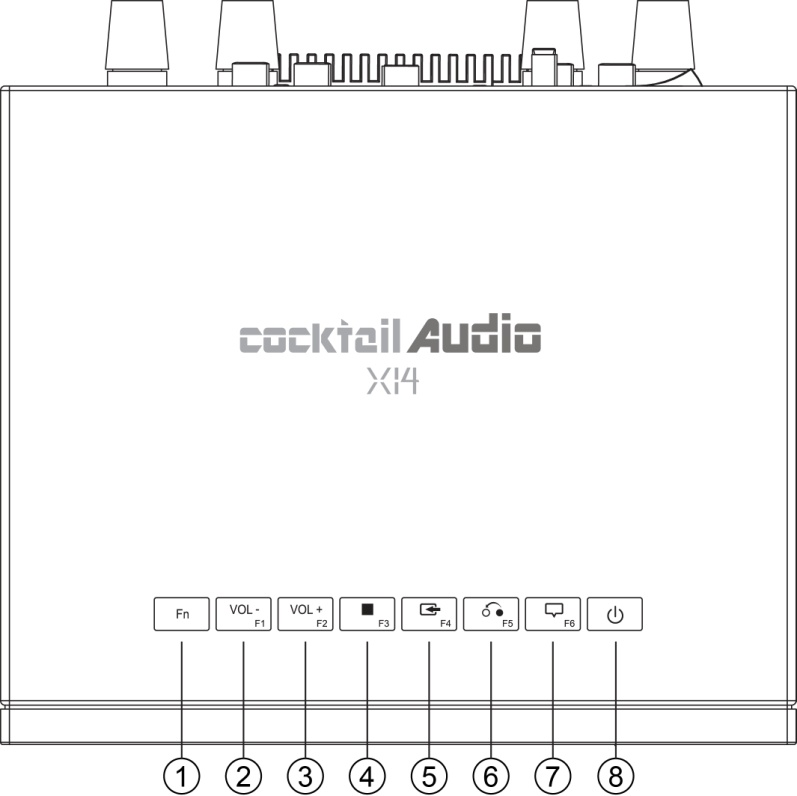 cocktail Audio
X14
Fn VOL - F1 VOL + F2 F3 F4 F5 F6
1 2 3 4 5 6 7 8